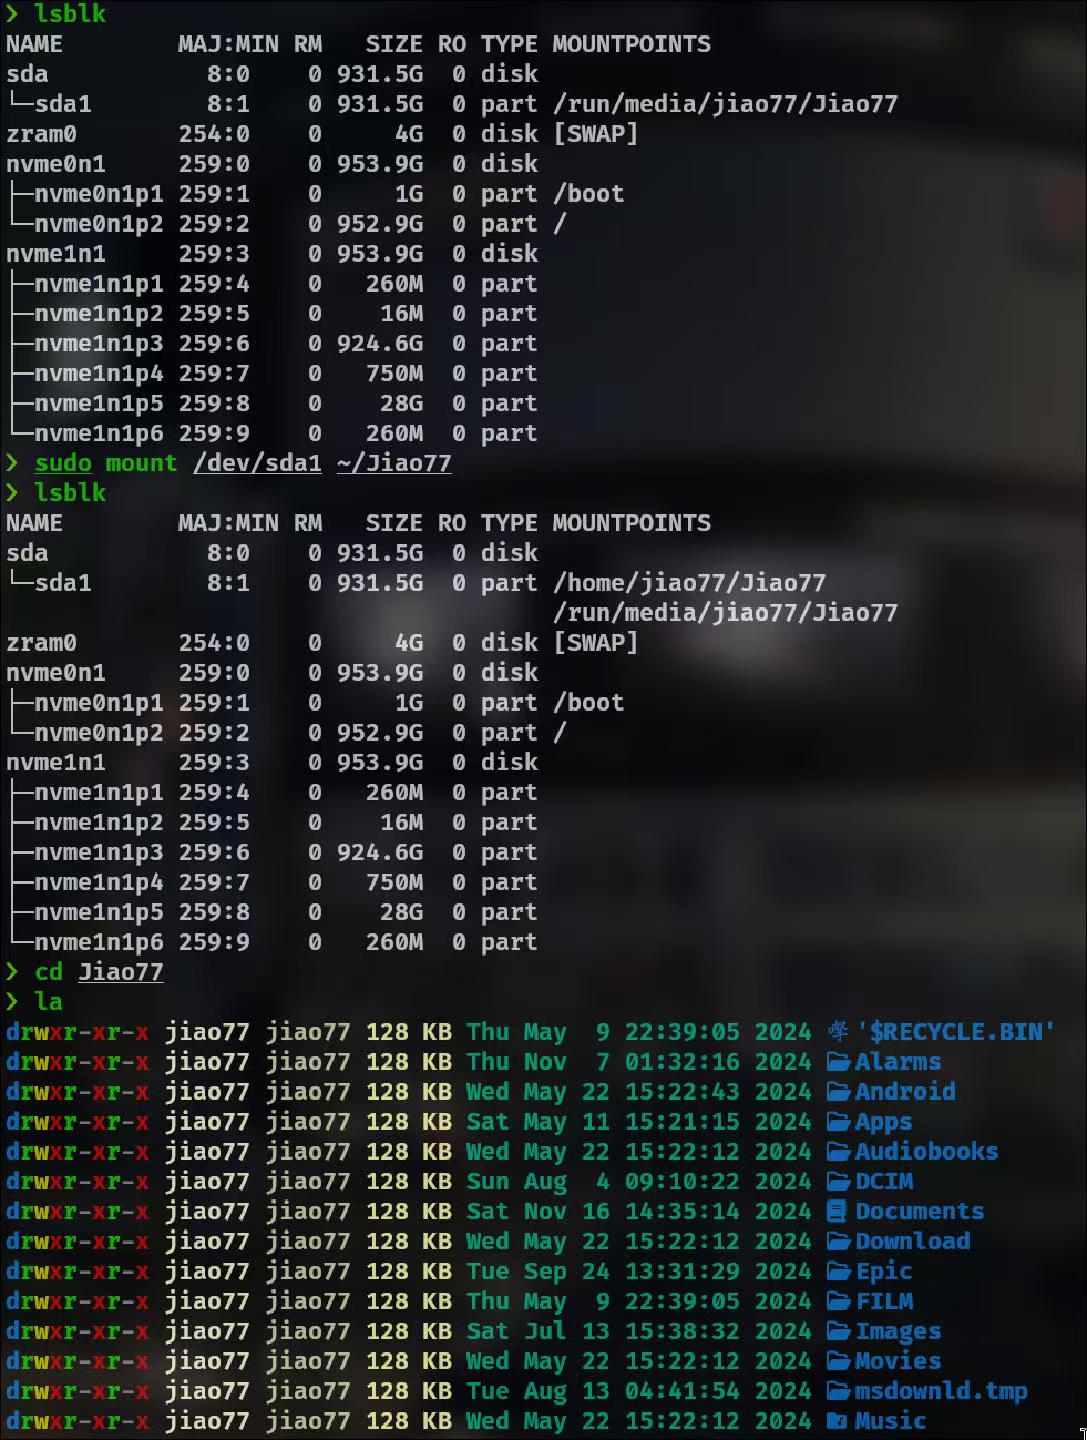 ❯ lsblk
NAME        MAJ:MIN RM   SIZE RO TYPE MOUNTPOINTS
sda           8:0    0 931.5G  0 disk
└─sda1        8:1    0 931.5G  0 part /run/media/jiao77/Jiao77
zram0       254:0    0     4G  0 disk [SWAP]
nvme0n1     259:0    0 953.9G  0 disk
├─nvme0n1p1 259:1    0     1G  0 part /boot
└─nvme0n1p2 259:2    0 952.9G  0 part /
nvme1n1     259:3    0 953.9G  0 disk
├─nvme1n1p1 259:4    0   260M  0 part
├─nvme1n1p2 259:5    0    16M  0 part
├─nvme1n1p3 259:6    0 924.6G  0 part
├─nvme1n1p4 259:7    0   750M  0 part
├─nvme1n1p5 259:8    0    28G  0 part
└─nvme1n1p6 259:9    0   260M  0 part
❯ sudo mount /dev/sda1 ~/Jiao77
❯ lsblk
NAME        MAJ:MIN RM   SIZE RO TYPE MOUNTPOINTS
sda           8:0    0 931.5G  0 disk
└─sda1        8:1    0 931.5G  0 part /home/jiao77/Jiao77
                                      /run/media/jiao77/Jiao77
zram0       254:0    0     4G  0 disk [SWAP]
nvme0n1     259:0    0 953.9G  0 disk
├─nvme0n1p1 259:1    0     1G  0 part /boot
└─nvme0n1p2 259:2    0 952.9G  0 part /
nvme1n1     259:3    0 953.9G  0 disk
├─nvme1n1p1 259:4    0   260M  0 part
├─nvme1n1p2 259:5    0    16M  0 part
├─nvme1n1p3 259:6    0 924.6G  0 part
├─nvme1n1p4 259:7    0   750M  0 part
├─nvme1n1p5 259:8    0    28G  0 part
└─nvme1n1p6 259:9    0   260M  0 part
❯ cd Jiao77
❯ la
drwxr-xr-x jiao77 jiao77 128 KB Thu May  9 22:39:05 2024 '$RECYCLE.BIN'
drwxr-xr-x jiao77 jiao77 128 KB Thu Nov  7 01:32:16 2024 Alarms
drwxr-xr-x jiao77 jiao77 128 KB Wed May 22 15:22:43 2024 Android
drwxr-xr-x jiao77 jiao77 128 KB Sat May 11 15:21:15 2024 Apps
drwxr-xr-x jiao77 jiao77 128 KB Wed May 22 15:22:12 2024 Audiobooks
drwxr-xr-x jiao77 jiao77 128 KB Sun Aug  4 09:10:22 2024 DCIM
drwxr-xr-x jiao77 jiao77 128 KB Sat Nov 16 14:35:14 2024 Documents
drwxr-xr-x jiao77 jiao77 128 KB Wed May 22 15:22:12 2024 Download
drwxr-xr-x jiao77 jiao77 128 KB Tue Sep 24 13:31:29 2024 Epic
drwxr-xr-x jiao77 jiao77 128 KB Thu May  9 22:39:05 2024 FILM
drwxr-xr-x jiao77 jiao77 128 KB Sat Jul 13 15:38:32 2024 Images
drwxr-xr-x jiao77 jiao77 128 KB Wed May 22 15:22:12 2024 Movies
drwxr-xr-x jiao77 jiao77 128 KB Tue Aug 13 04:41:54 2024 msdownld.tmp
drwxr-xr-x jiao77 jiao77 128 KB Wed May 22 15:22:12 2024 Music